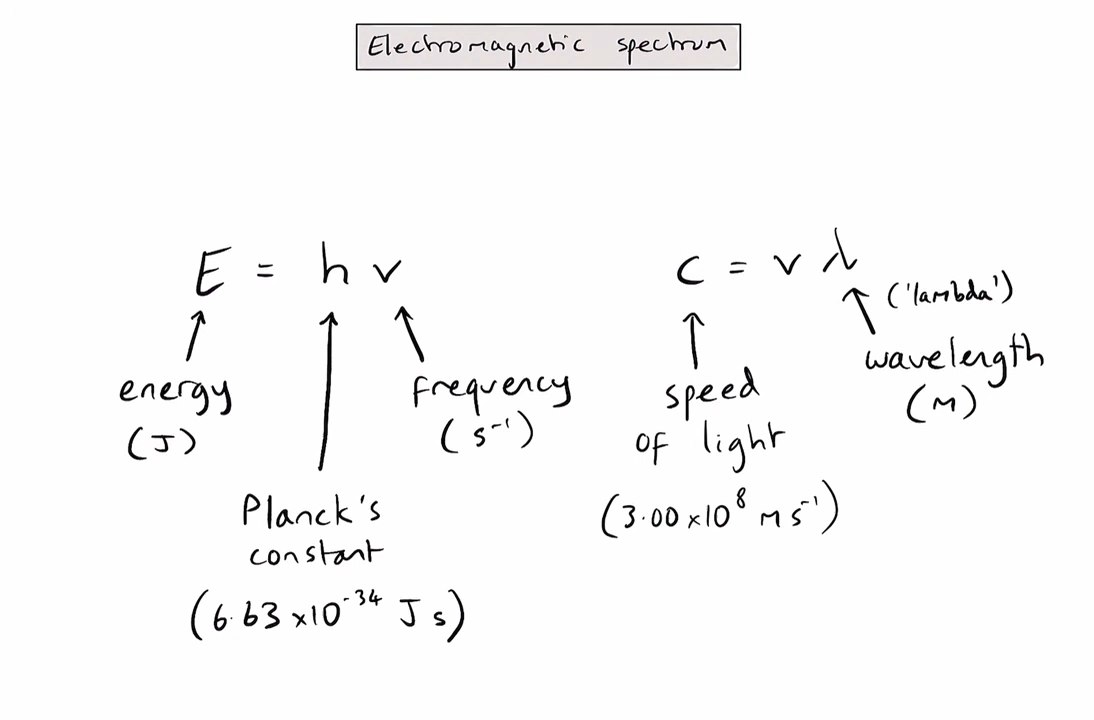 Electromagnetic spectrum
E = h ν
energy
(J)
Planck's
constant
(6.63 ×10⁻³⁴ J s)
frequency
(s⁻¹)
c = ν λ
('lambda')
wavelength
(m)
speed
of light
(3.00 ×10⁸ m s⁻¹)